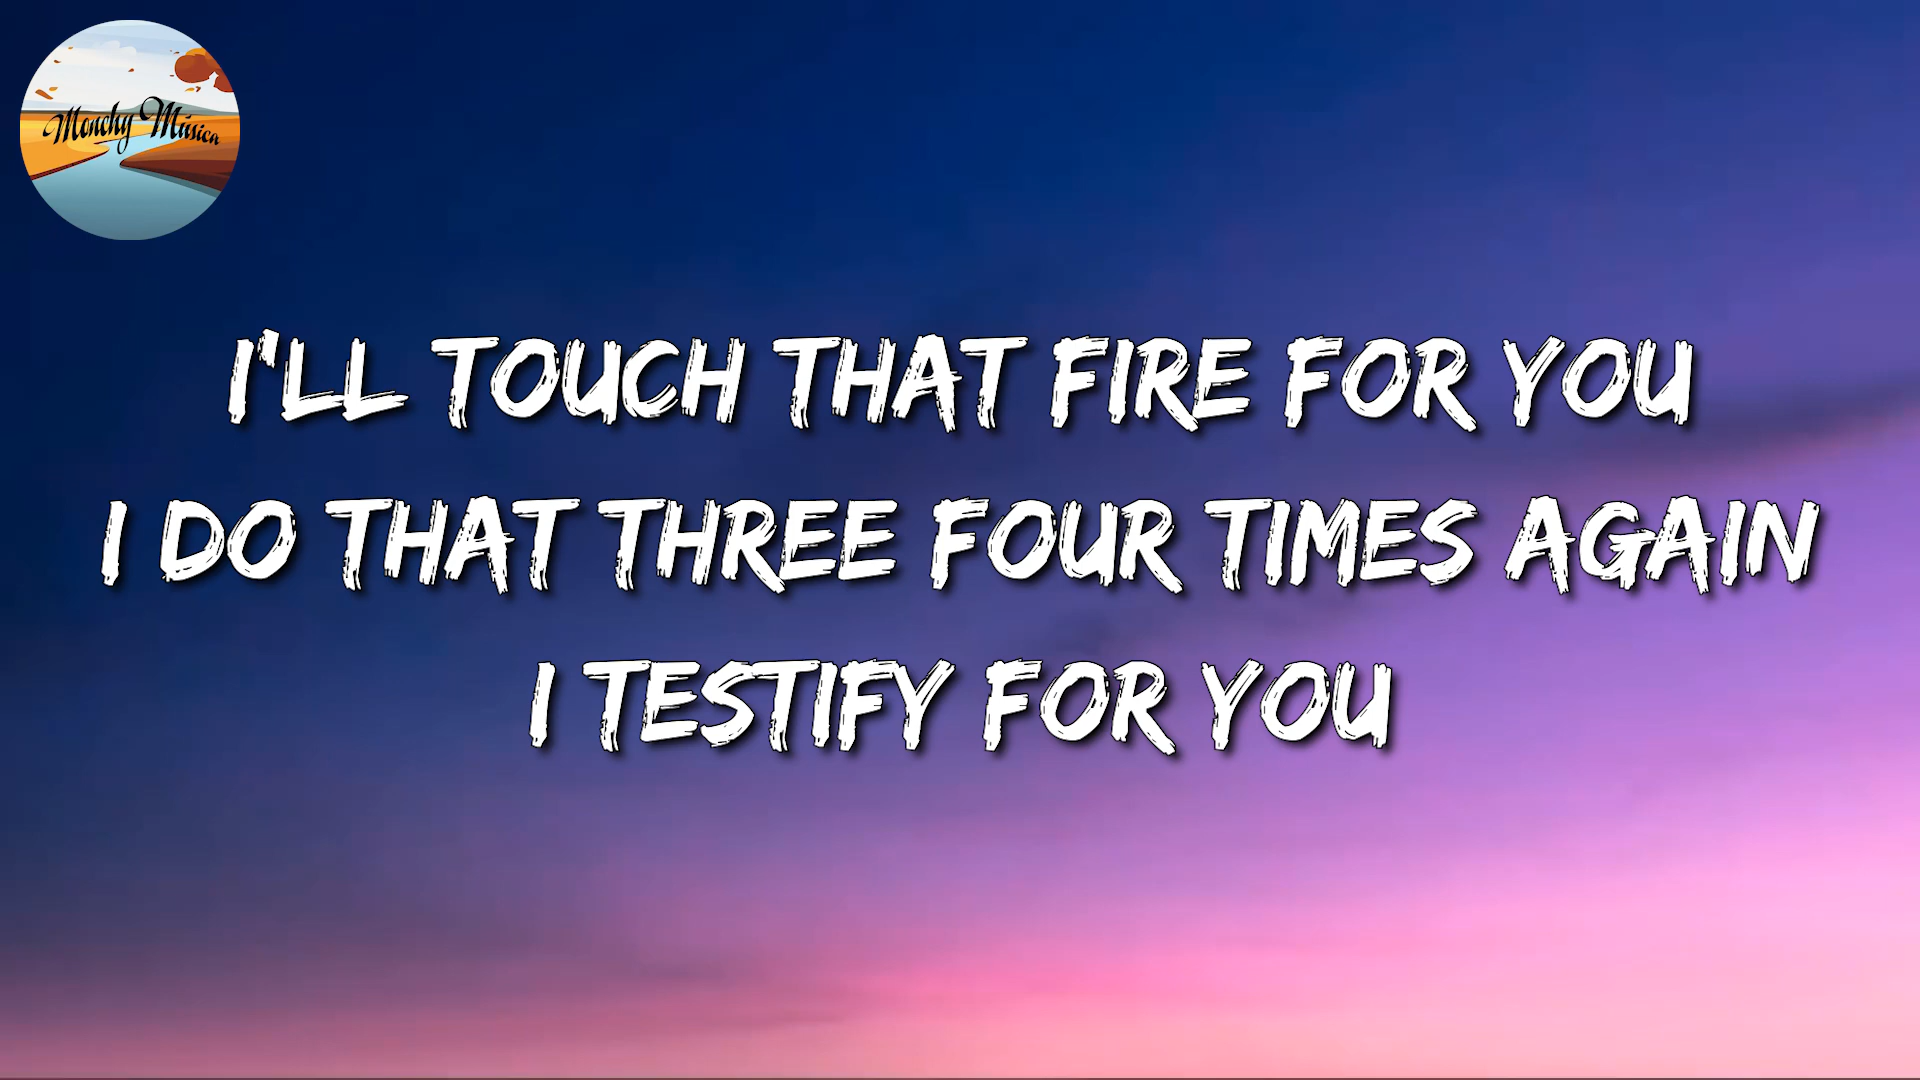 Monchy Música
I'LL TOUCH THAT FIRE FOR YOU
I DO THAT THREE FOUR TIMES AGAIN
I TESTIFY FOR YOU